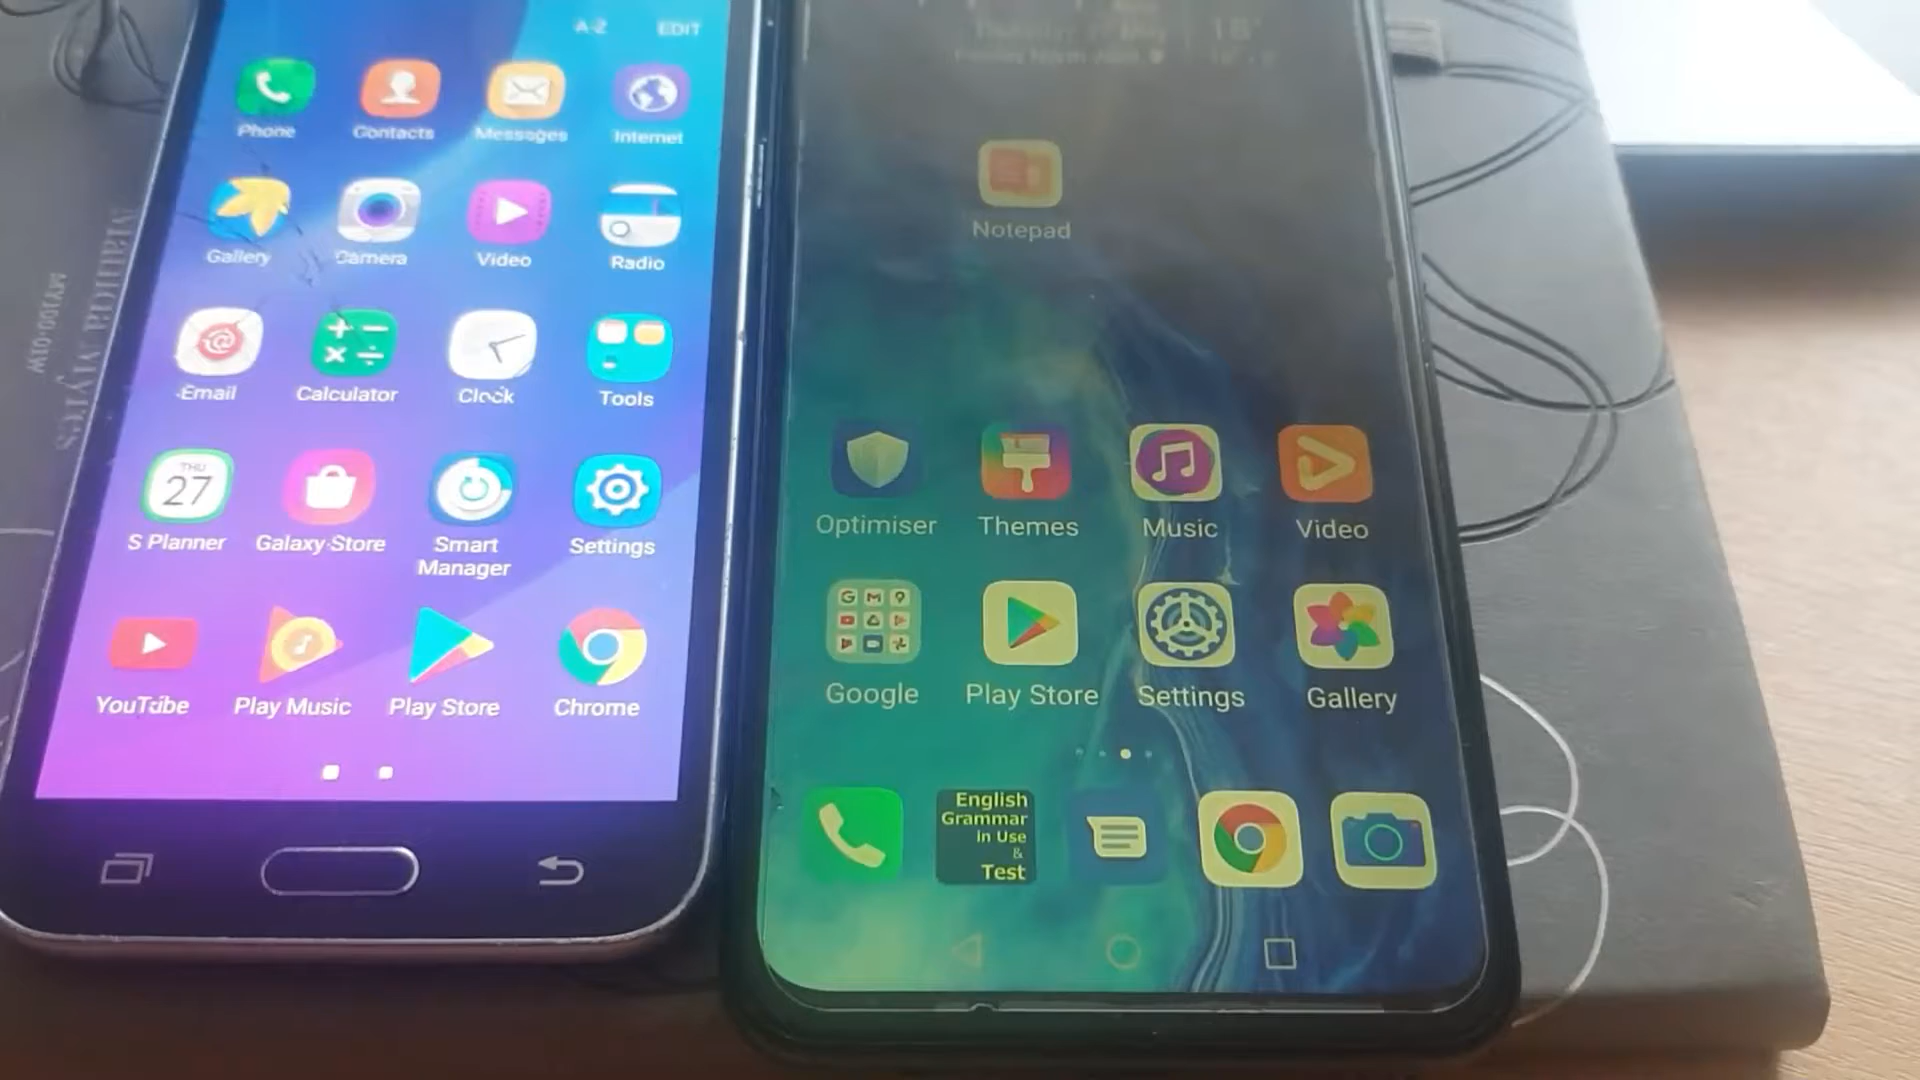 A-Z EDIT
Phone Contacts Messages Internet
Gallery Camera Video Radio
Email Calculator Clock Tools
THU
27
S Planner Galaxy Store Smart Manager Settings
YouTube Play Music Play Store Chrome
Notepad
Optimiser Themes Music Video
Google Play Store Settings Gallery
English
Grammar
in Use
&
Test